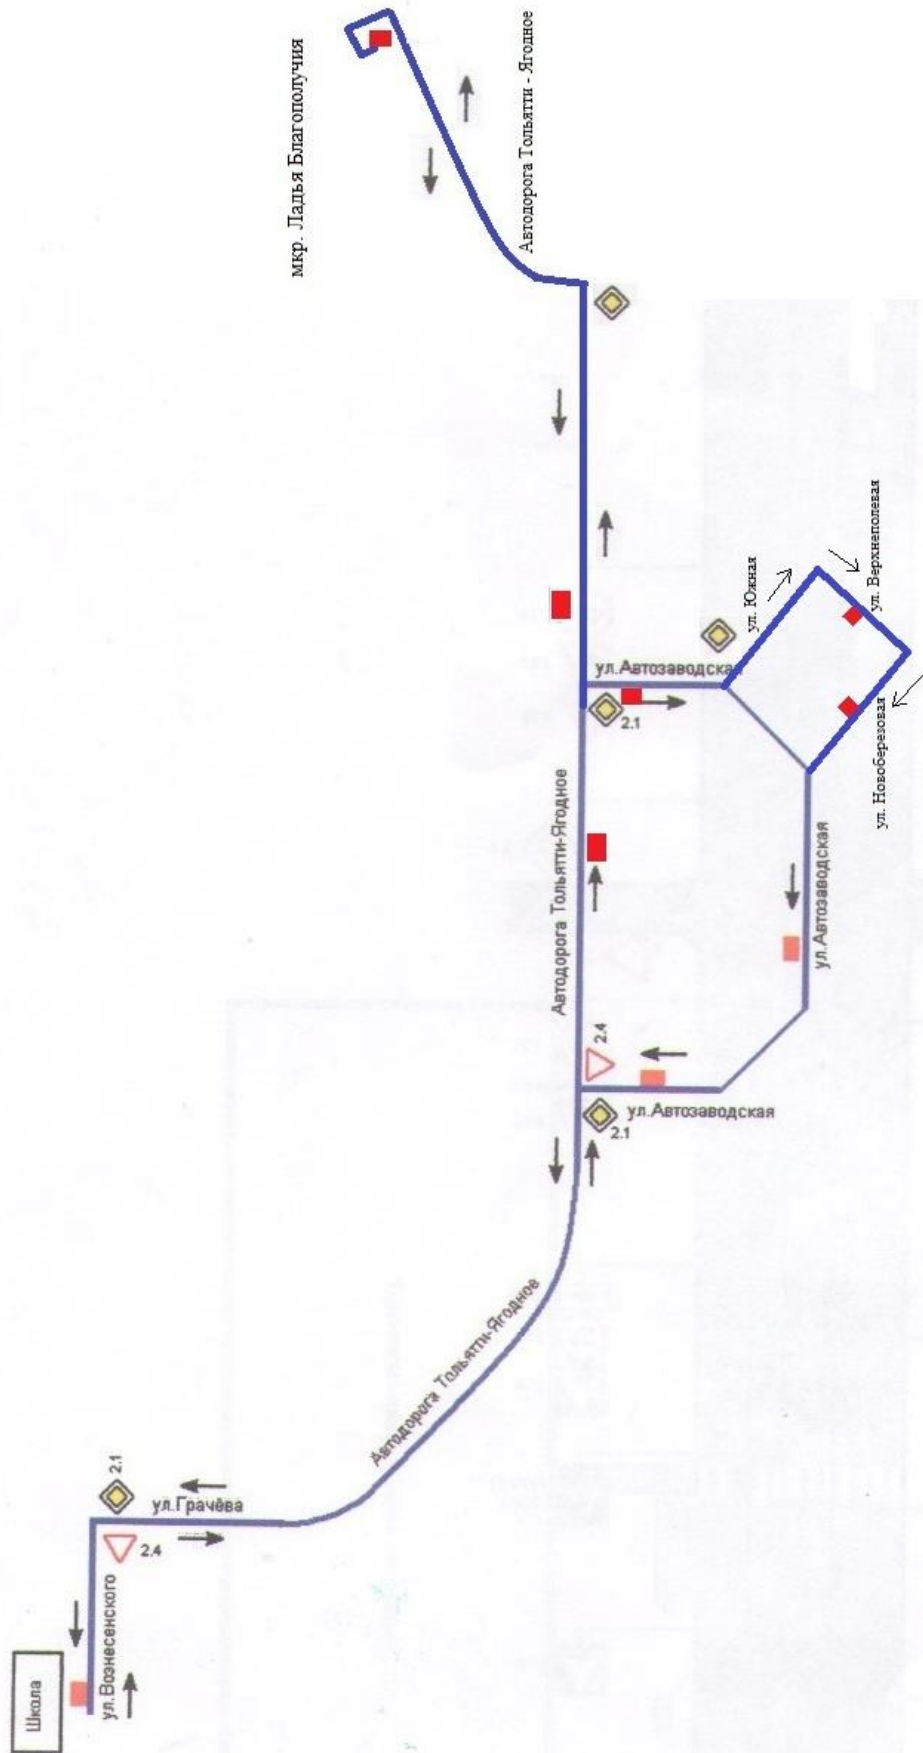 мкр. Ладья Благополучия
Автодорога Тольятти - Ягодное
ул. Южная
ул. Верхнеполевая
ул.Автозаводская
2.1
ул. Новоберезовая
Автодорога Тольятти-Ягодное
ул.Автозаводская
2.4
ул.Автозаводская
2.1
Автодорога Тольятти-Ягодное
2.1
ул.Грачёва
2.4
ул.Вознесенского
Школа